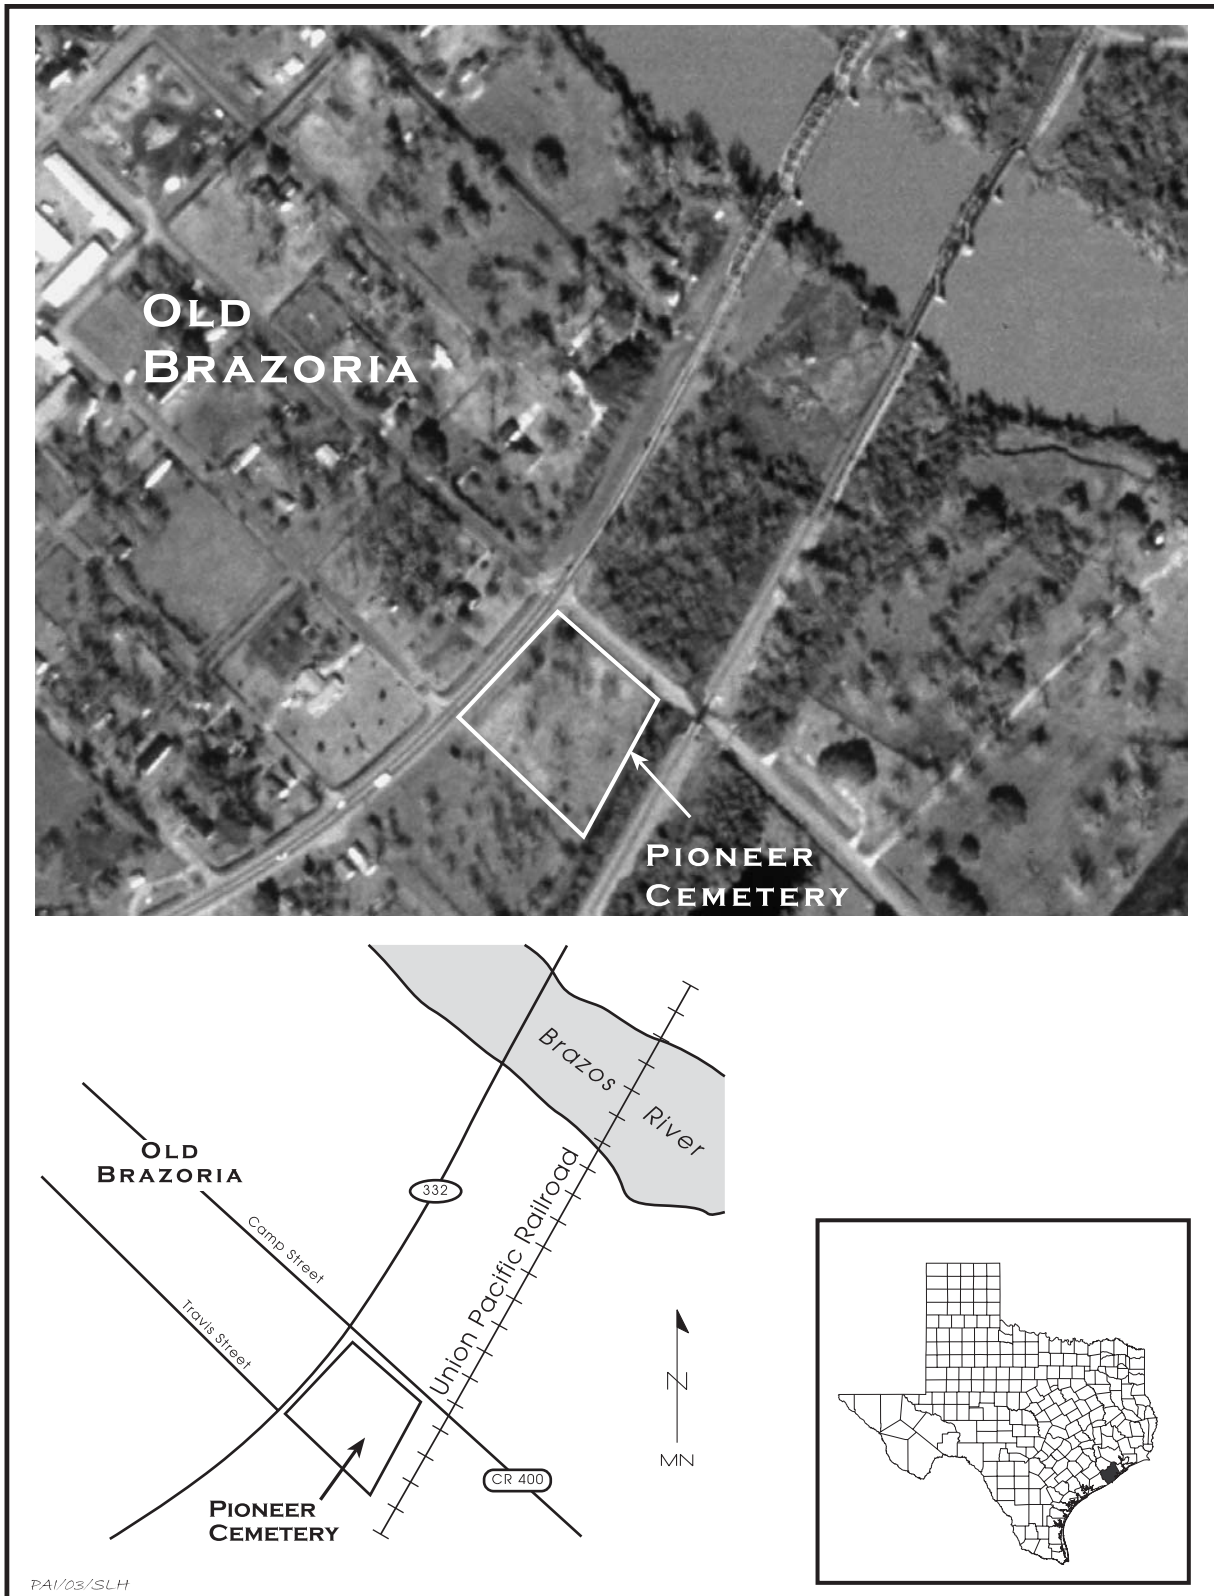 OLD
BRAZORIA
PIONEER
CEMETERY
Brazos
River
OLD
BRAZORIA
332
Camp Street
Union Pacific Railroad
Travis Street
N
MN
CR 400
PIONEER
CEMETERY
PAI/03/SLH